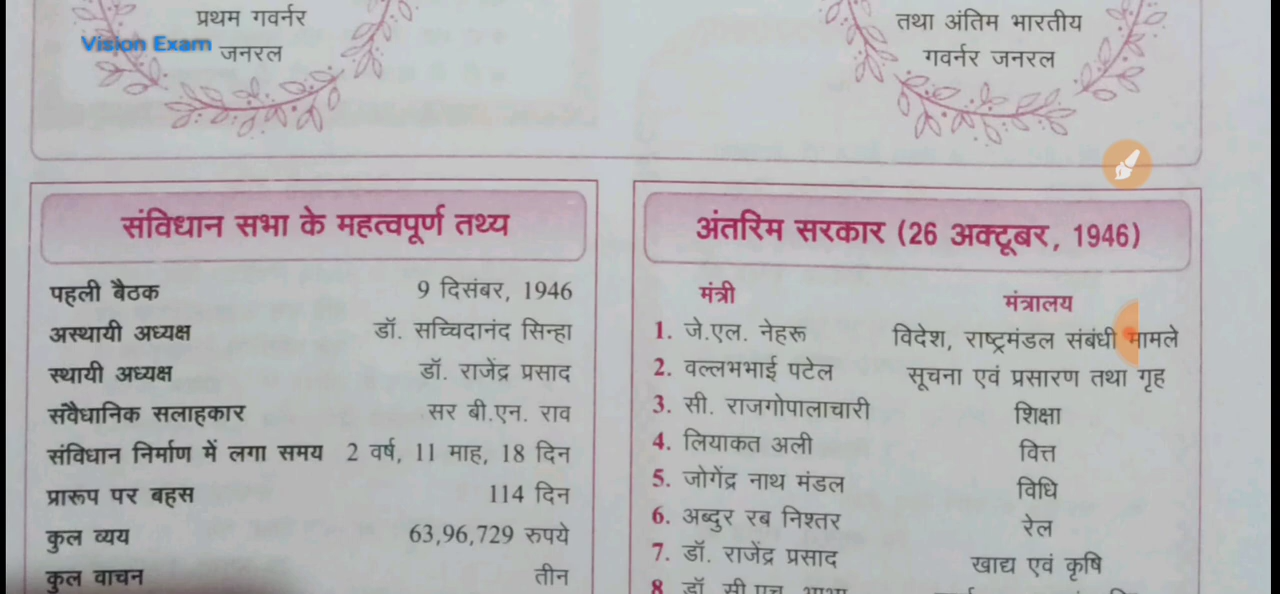 प्रथम गवर्नर
जनरल
Vision Exam
तथा अंतिम भारतीय
गवर्नर जनरल
संविधान सभा के महत्वपूर्ण तथ्य
पहली बैठक 9 दिसंबर, 1946
अस्थायी अध्यक्ष डॉ. सच्चिदानंद सिन्हा
स्थायी अध्यक्ष डॉ. राजेंद्र प्रसाद
संवैधानिक सलाहकार सर बी.एन. राव
संविधान निर्माण में लगा समय 2 वर्ष, 11 माह, 18 दिन
प्रारूप पर बहस 114 दिन
कुल व्यय 63,96,729 रुपये
कुल वाचन तीन
अंतरिम सरकार (26 अक्टूबर, 1946)
मंत्री मंत्रालय
1. जे.एल. नेहरू विदेश, राष्ट्रमंडल संबंधी मामले
2. वल्लभभाई पटेल सूचना एवं प्रसारण तथा गृह
3. सी. राजगोपालाचारी शिक्षा
4. लियाकत अली वित्त
5. जोगेंद्र नाथ मंडल विधि
6. अब्दुर रब निश्तर रेल
7. डॉ. राजेंद्र प्रसाद खाद्य एवं कृषि
8 डॉ. सी.एच.